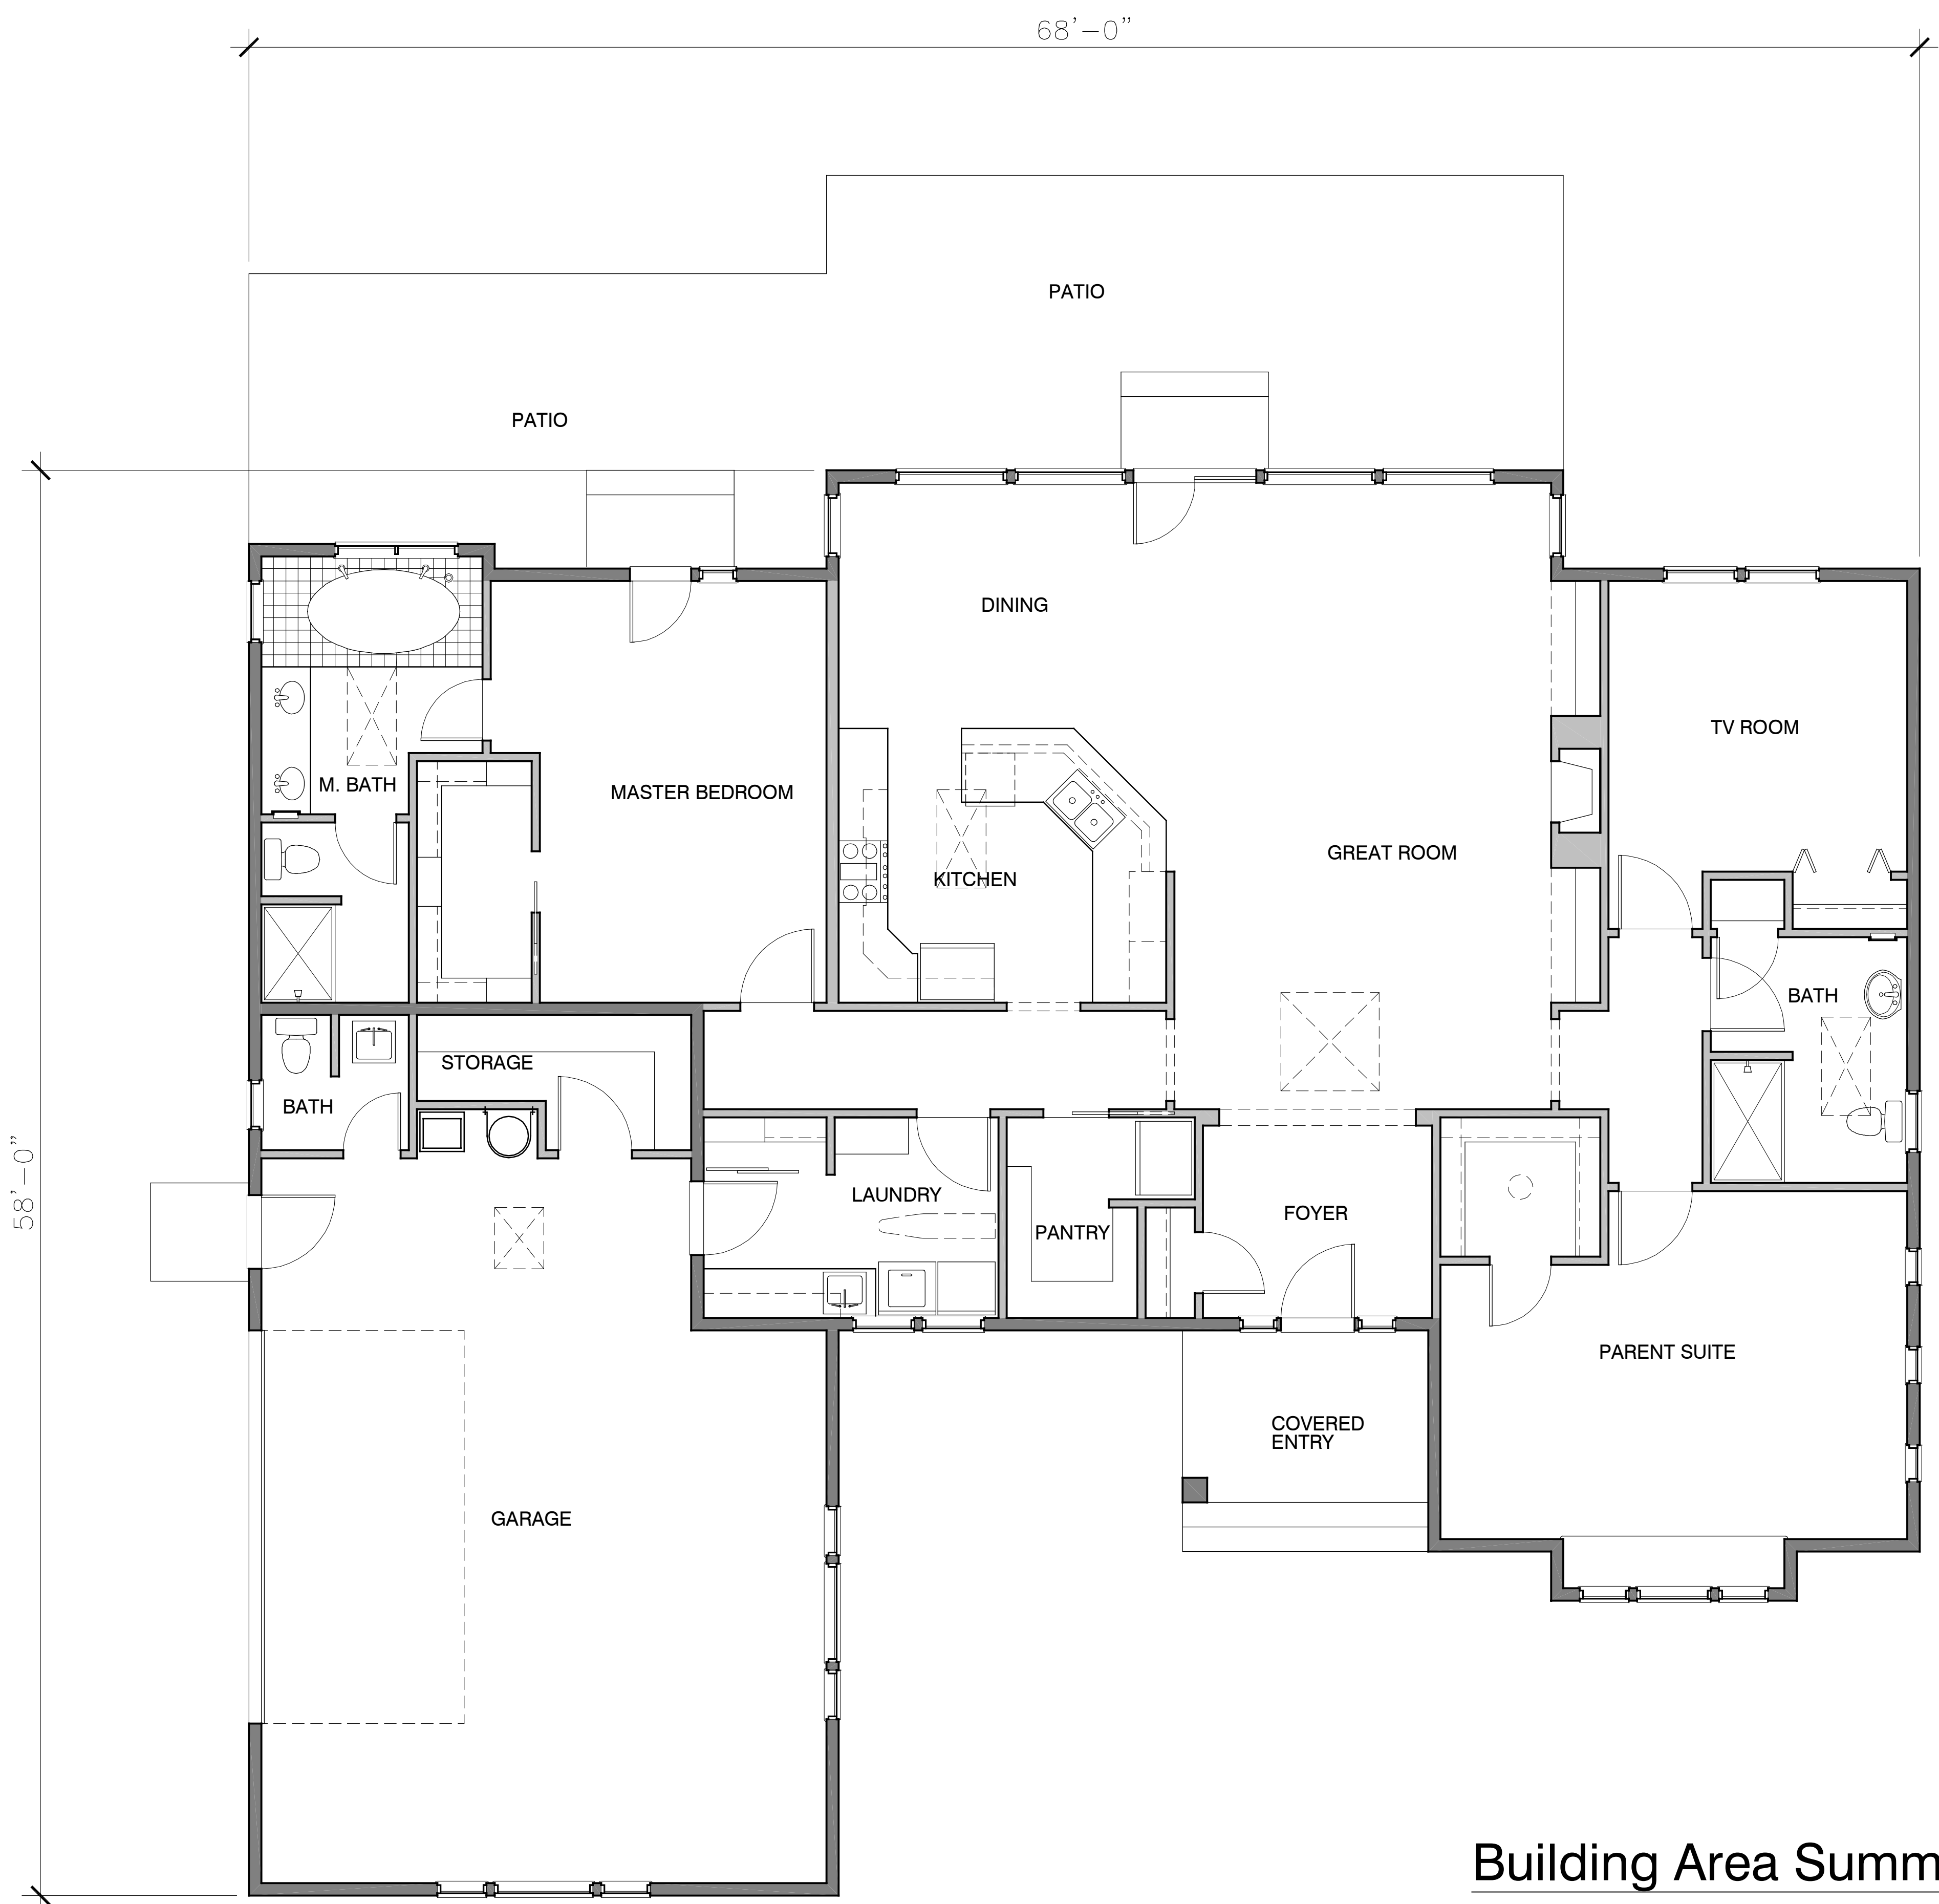 68'-0"
PATIO
PATIO
DINING
TV ROOM
M. BATH
MASTER BEDROOM
GREAT ROOM
KITCHEN
BATH
STORAGE
BATH
58'-0"
LAUNDRY
FOYER
PANTRY
PARENT SUITE
COVERED
ENTRY
GARAGE
Building Area Summ